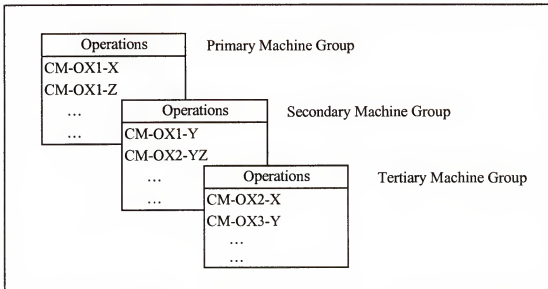 Operations
Primary Machine Group
CM-OX1-X
CM-OX1-Z
...
...
Operations
Secondary Machine Group
CM-OX1-Y
CM-OX2-YZ
...
...
Operations
Tertiary Machine Group
CM-OX2-X
CM-OX3-Y
...
...